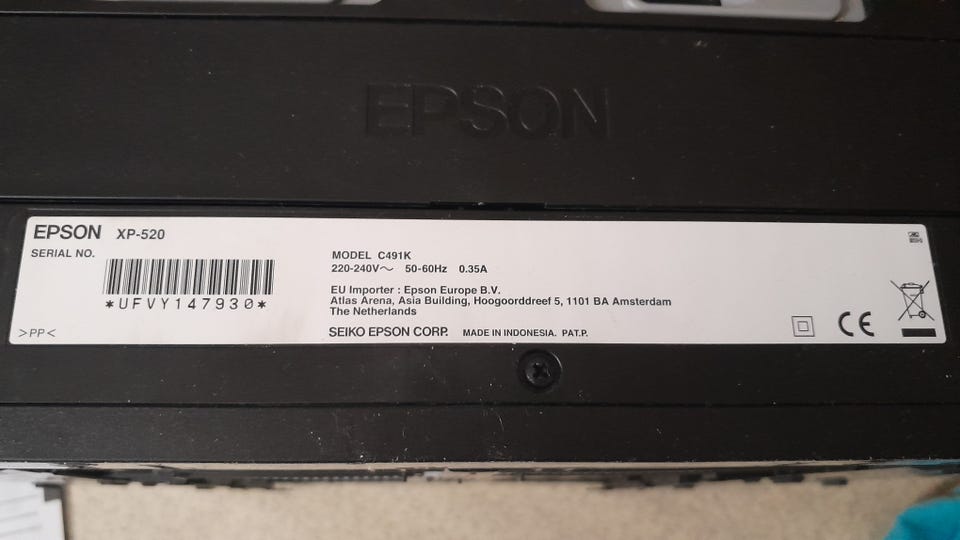 EPSON
EPSON XP-520
SERIAL NO.
*UFVY147930*
>PP<
MODEL C491K
220-240V～ 50-60Hz 0.35A
EU Importer : Epson Europe B.V.
Atlas Arena, Asia Building, Hoogoorddreef 5, 1101 BA Amsterdam
The Netherlands
SEIKO EPSON CORP. MADE IN INDONESIA. PAT.P.
CE